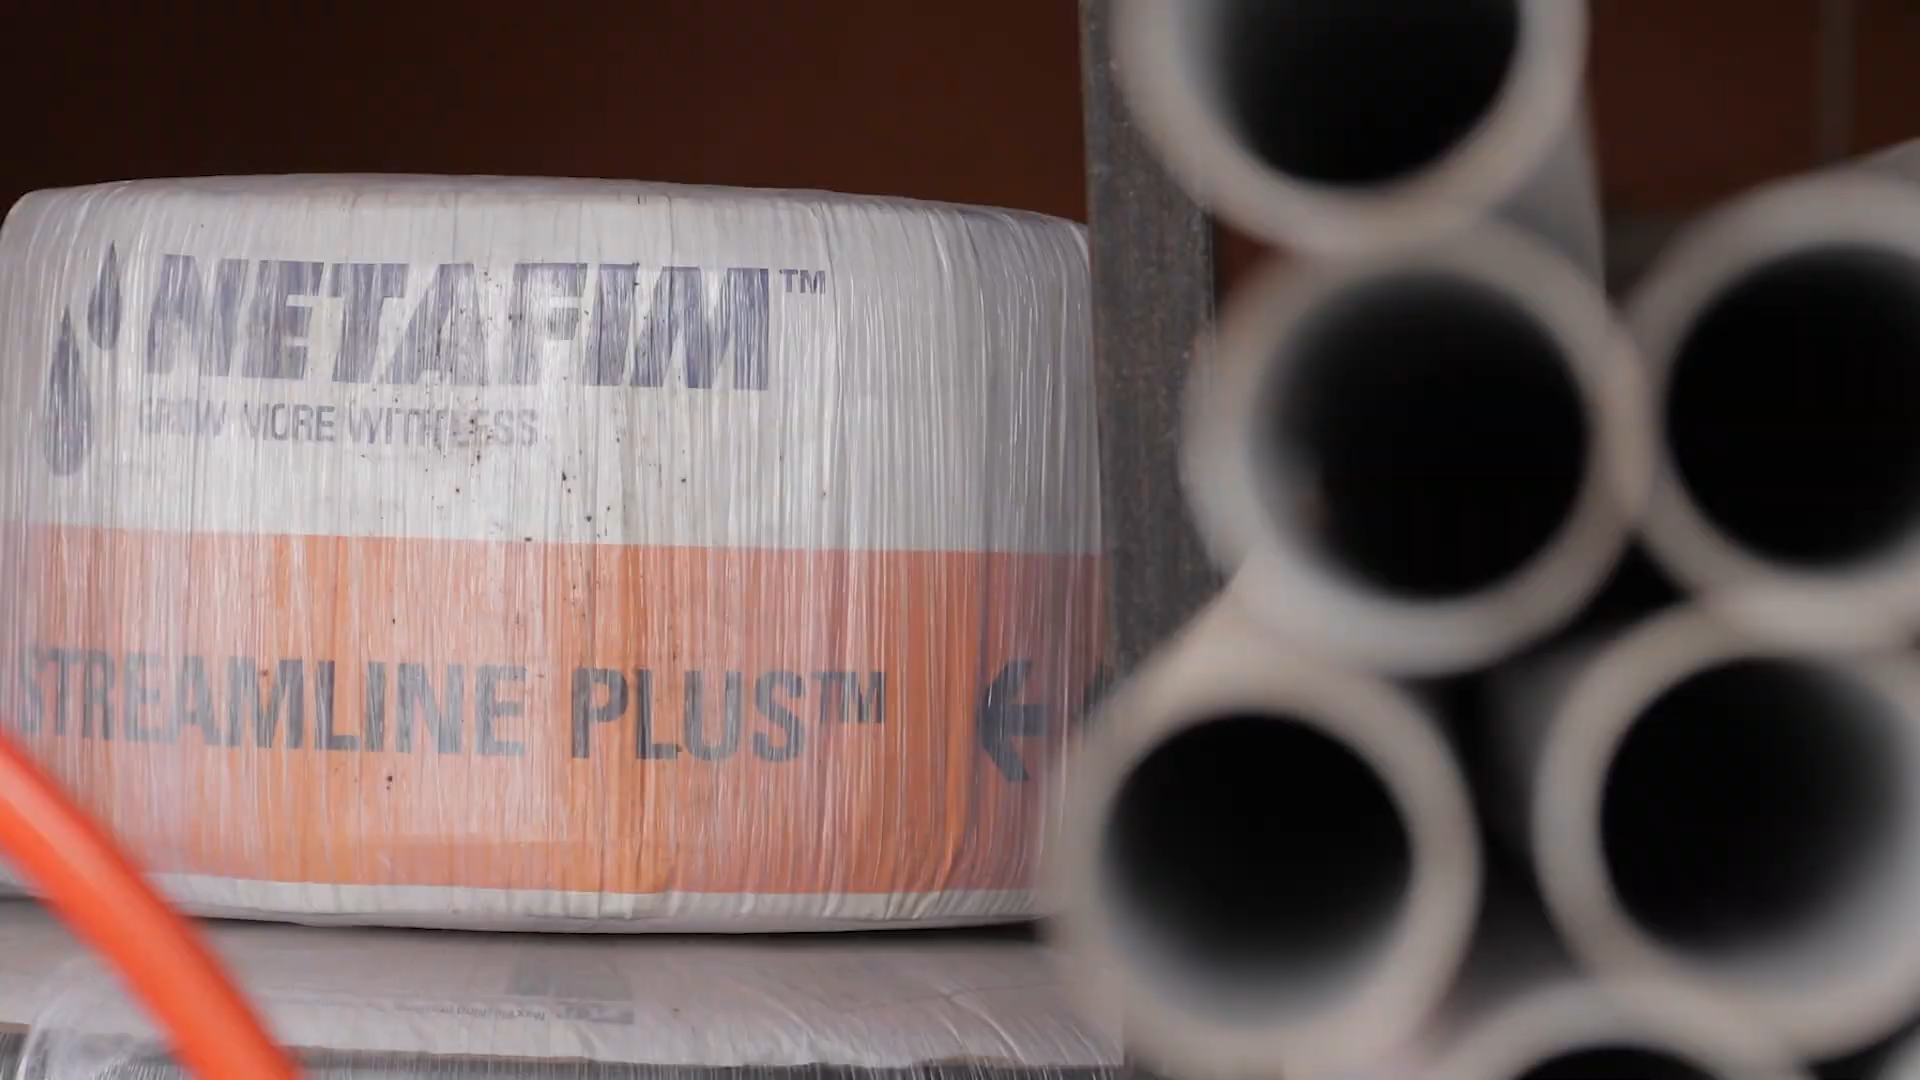 NETAFIM™
GROW MORE WITH LESS
STREAMLINE PLUS™